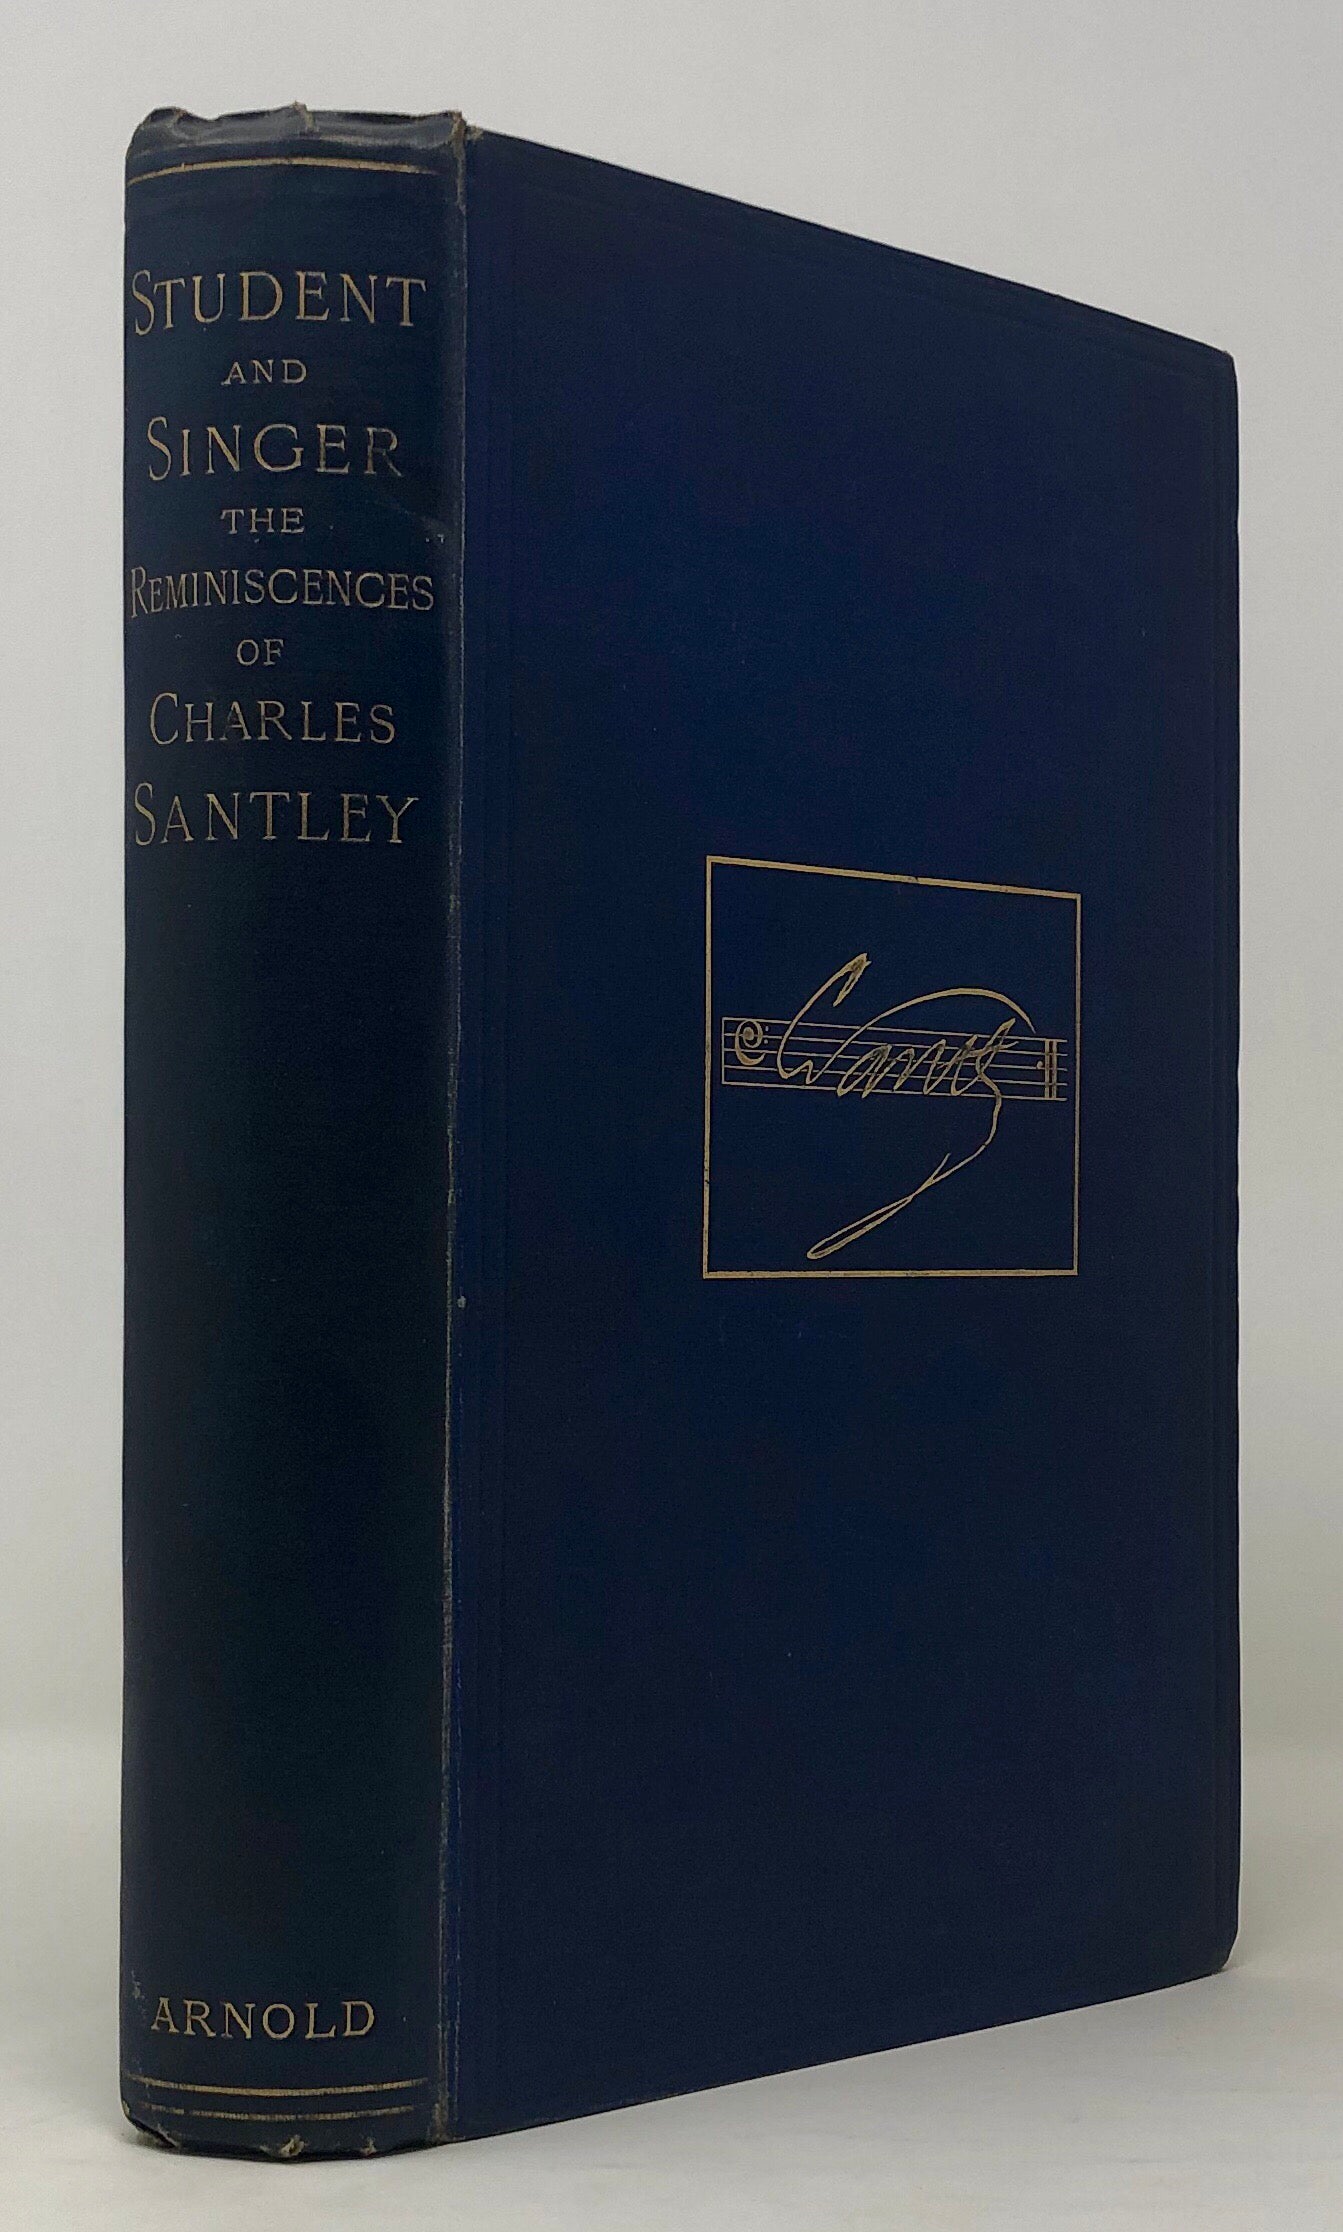 STUDENT
AND
SINGER
THE
REMINISCENCES
OF
CHARLES
SANTLEY
ARNOLD